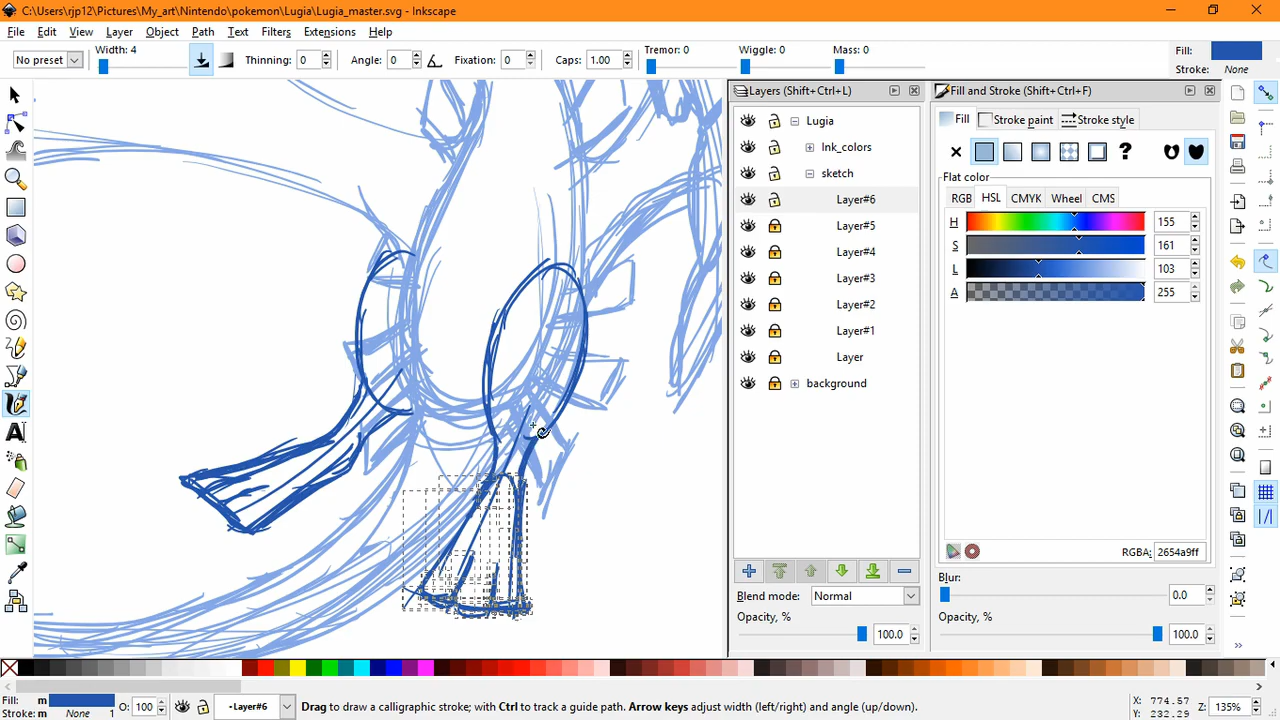 C:\Users\rjp12\Pictures\My_art\Nintendo\pokemon\Lugia\Lugia_master.svg - Inkscape
File Edit View Layer Object Path Text Filters Extensions Help
No preset Width: 4 Thinning: 0 Angle: 0 Fixation: 0 Caps: 1.00 Tremor: 0 Wiggle: 0 Mass: 0 Fill:
Stroke: None
Layers (Shift+Ctrl+L)
Lugia
Ink_colors
sketch
Layer#6
Layer#5
Layer#4
Layer#3
Layer#2
Layer#1
Layer
background
Blend mode: Normal
Opacity, % 100.0
Fill and Stroke (Shift+Ctrl+F)
Fill Stroke paint Stroke style
?
Flat color
RGB HSL CMYK Wheel CMS
H 155
S 161
L 103
A 255
RGBA: 2654a9ff
Blur:
0.0
Opacity, %
100.0
Fill: m O: 100 •Layer#6 Drag to draw a calligraphic stroke; with Ctrl to track a guide path. Arrow keys adjust width (left/right) and angle (up/down). X: 774.57 Z: 135%
Stroke: m None 1 Y: 232.29